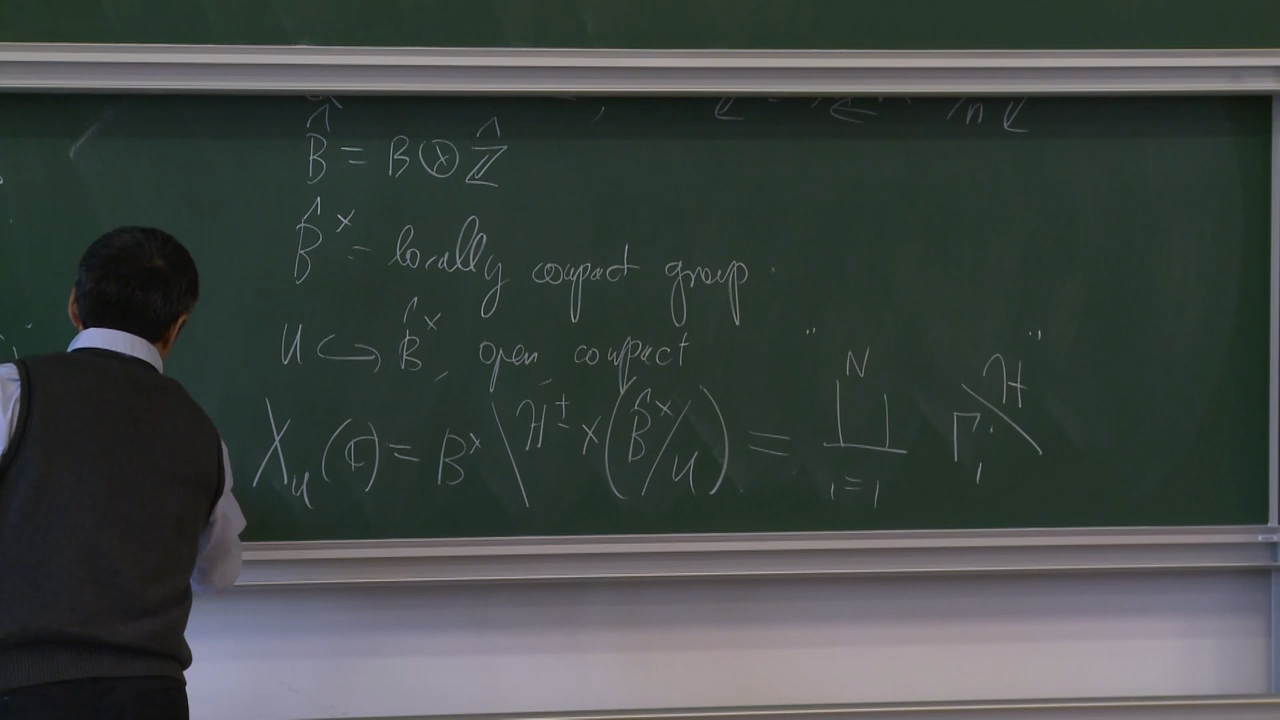 B̂ = B ⊗ ẑ
B̂^× - locally compact group.
U ↪ B̂^×, open compact
X_U(ℂ) = B^× \ H^± × (B̂^×/U) = "∐_{i=1}^{N} Γ_i \ H"